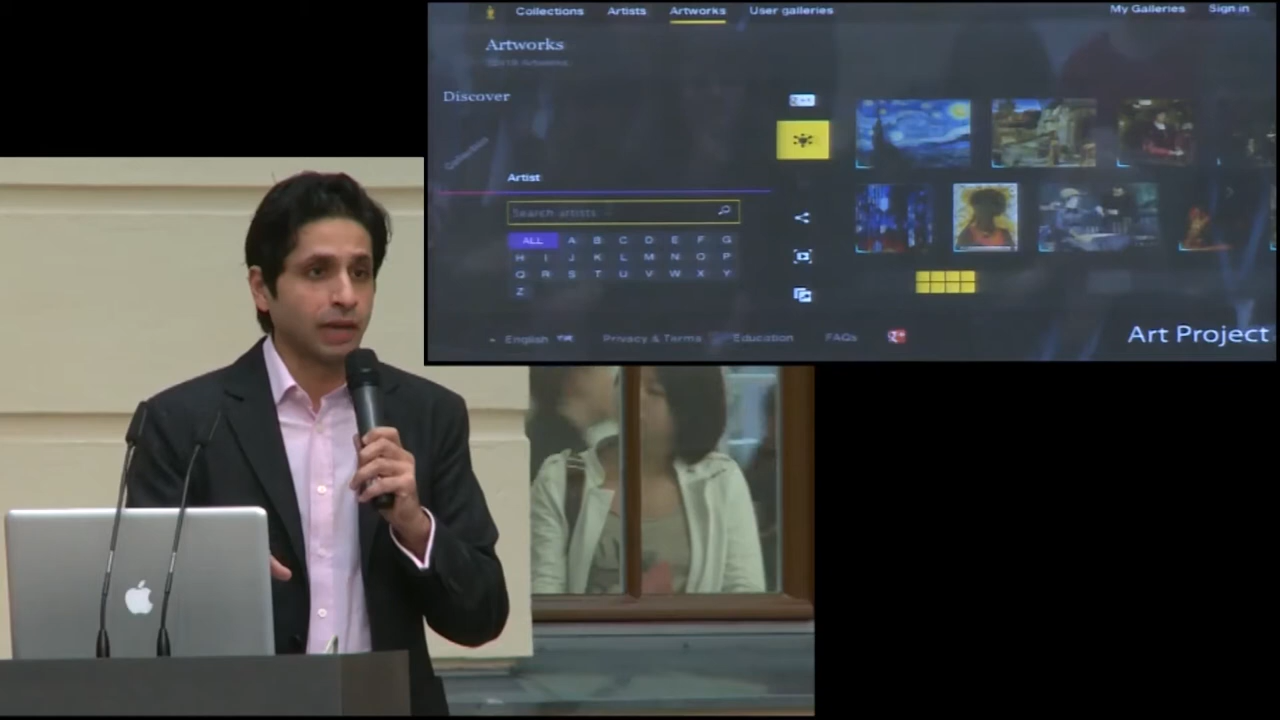 Collections Artists Artworks User galleries My Galleries Sign in
Artworks
Discover
Artist
Search artists
ALL A B C D E F G
H I J K L M N O P
Q R S T U V W X Y
Z
English Privacy & Terms Education FAQs
Art Project